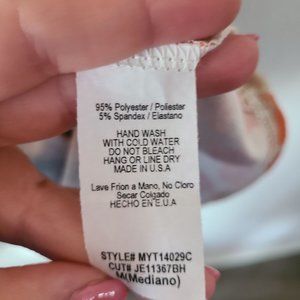 95% Polyester / Poliester
5% Spandex / Elastano
HAND WASH
WITH COLD WATER
DO NOT BLEACH
HANG OR LINE DRY
MADE IN U.S.A
Lave Frion a Mano, No Cloro
Secar Colgado
HECHO EN E.U.A.
STYLE# MYT14029C
CUT# JE11367BH
M(Mediano)